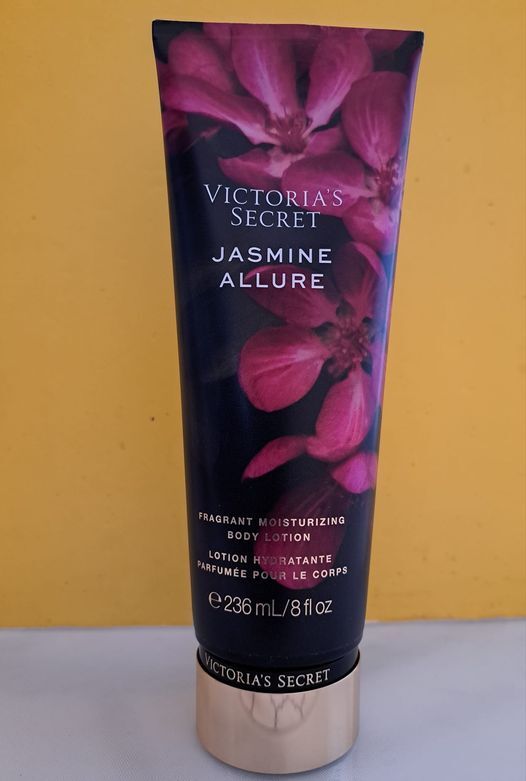 VICTORIA'S
SECRET
JASMINE
ALLURE
FRAGRANT MOISTURIZING
BODY LOTION
LOTION HYDRATANTE
PARFUMÉE POUR LE CORPS
℮ 236 mL/8 fl oz
VICTORIA'S SECRET